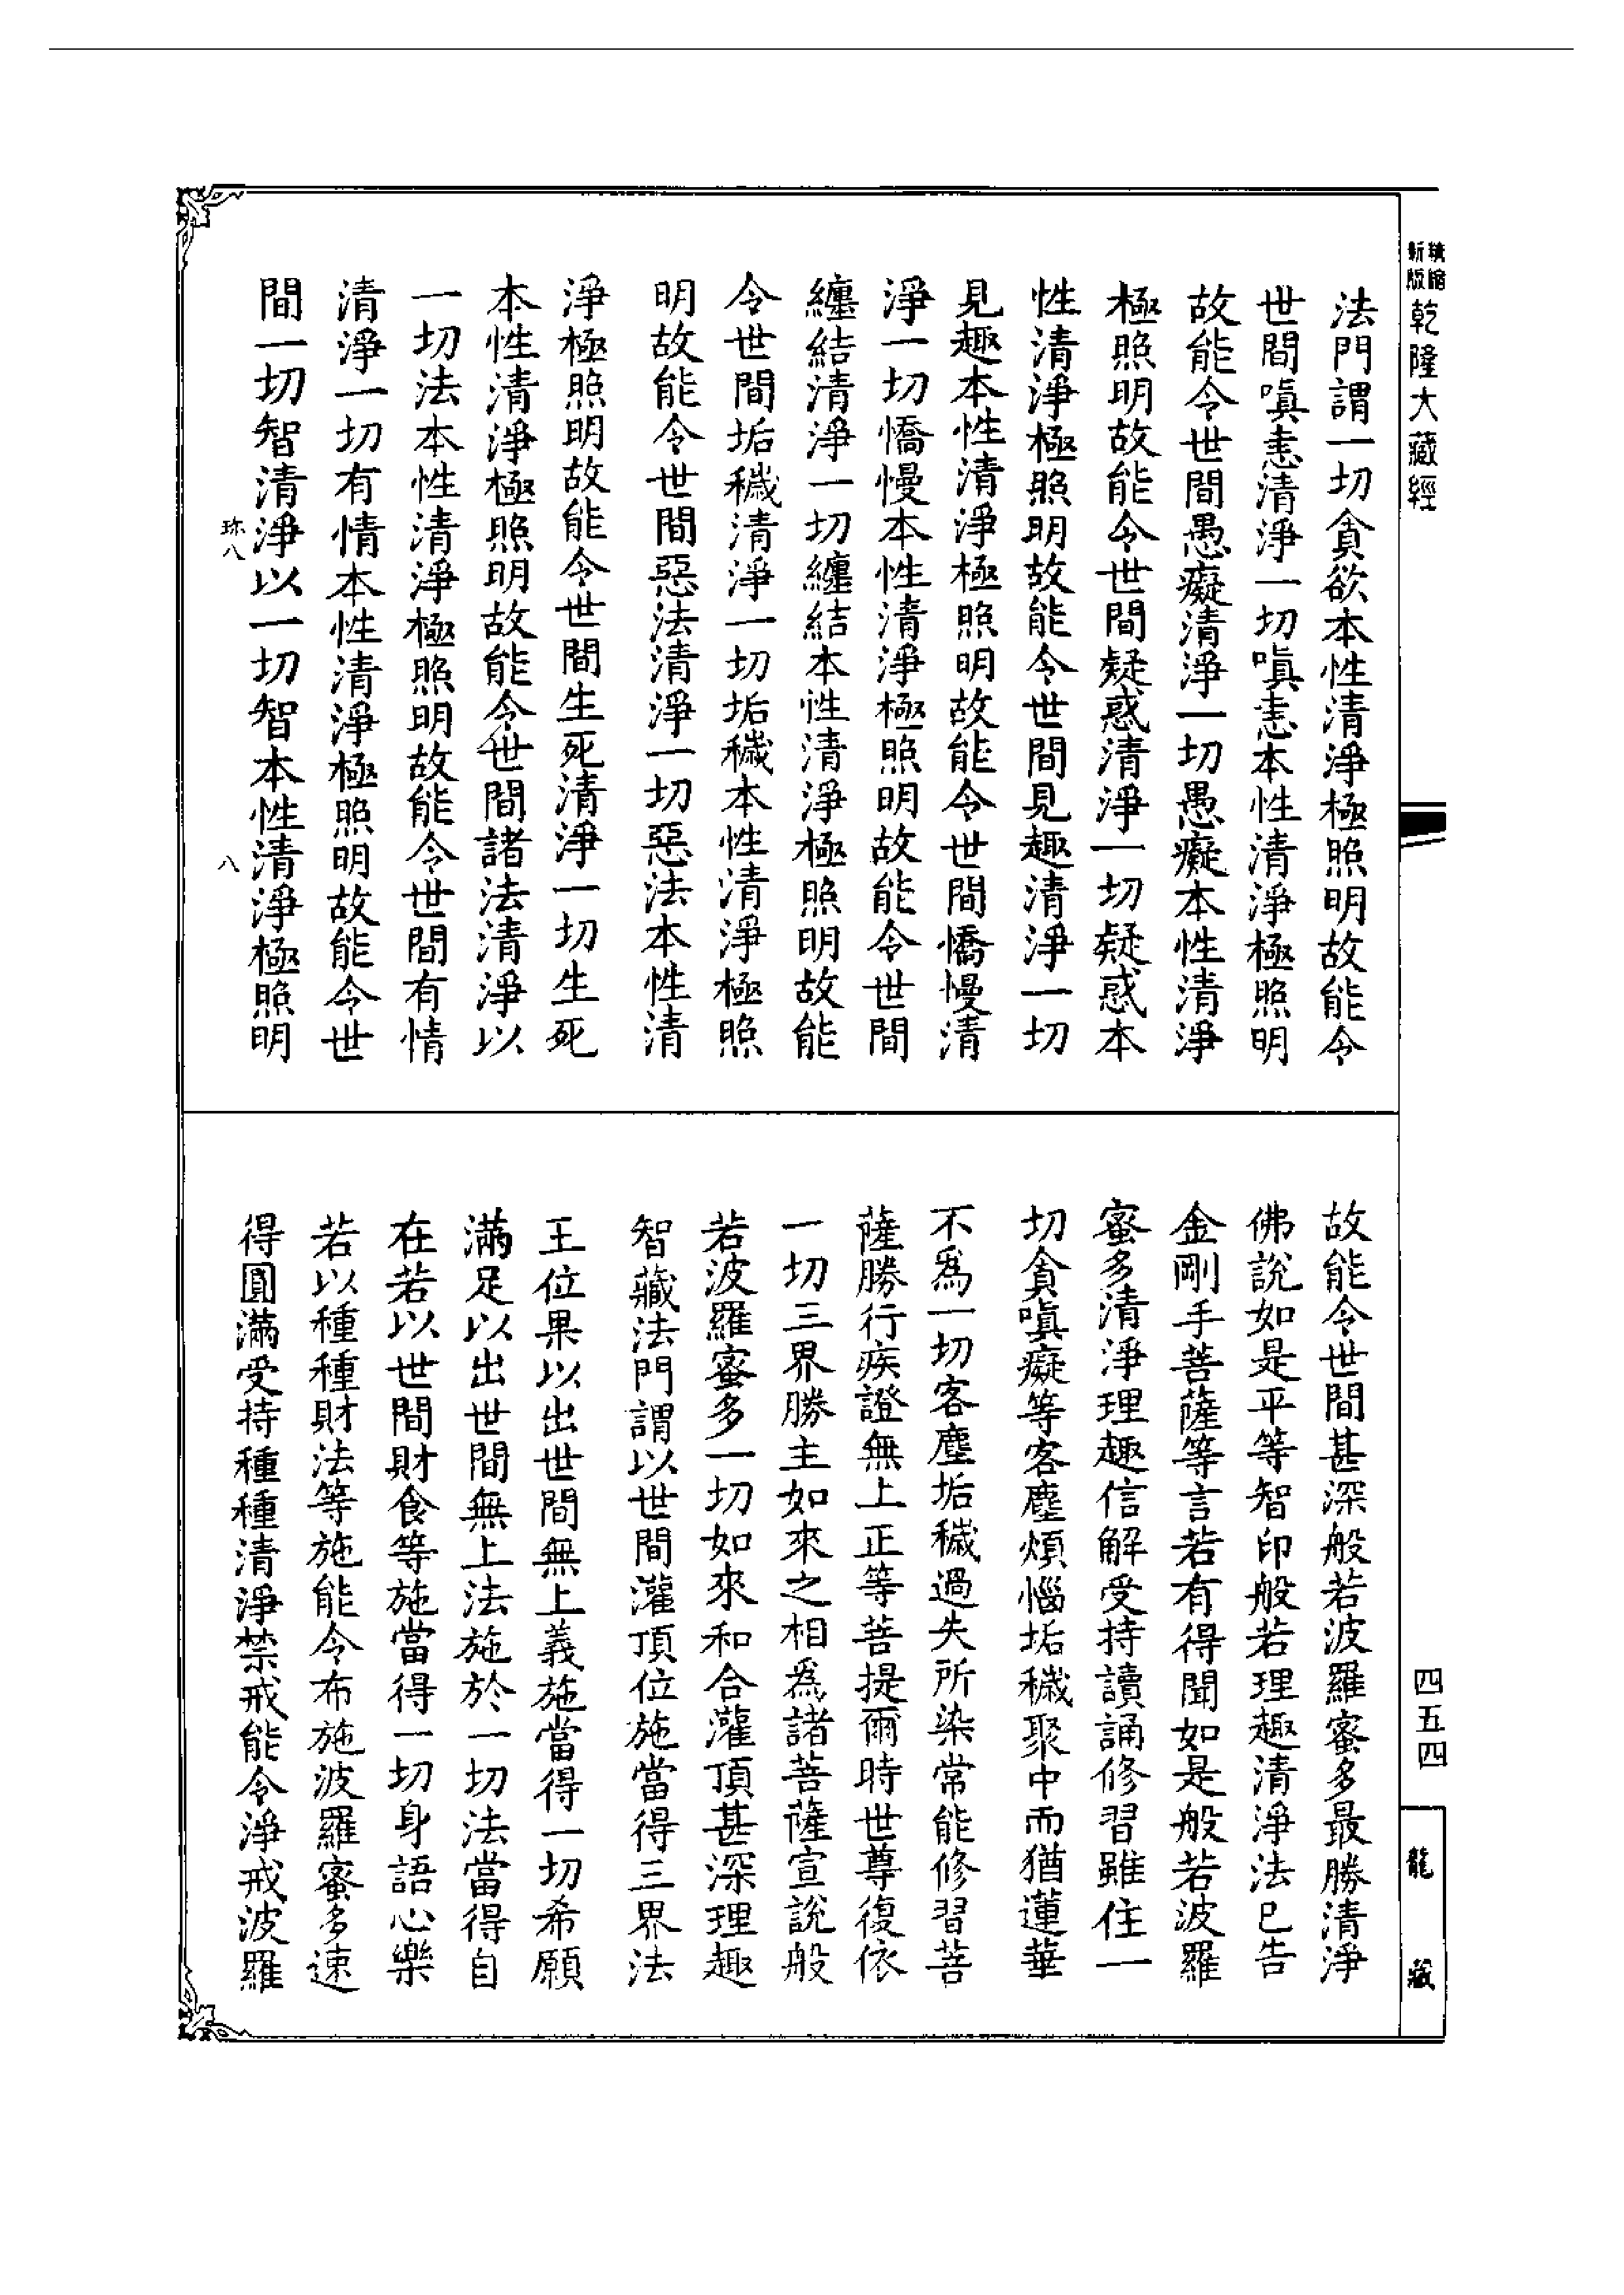 新版精縮乾隆大藏經
法門謂一切貪欲本性清淨極照明故能令
世間嗔恚清淨一切嗔恚本性清淨極照明
故能令世間愚癡清淨一切愚癡本性清淨
極照明故能令世間疑惑清淨一切疑惑本
性清淨極照明故能令世間見趣清淨一切
見趣本性清淨極照明故能令世間憍慢清
淨一切憍慢本性清淨極照明故能令世間
纏結清淨一切纏結本性清淨極照明故能
令世間垢穢清淨一切垢穢本性清淨極照
明故能令世間惡法清淨一切惡法本性清
淨極照明故能令世間生死清淨一切生死
本性清淨極照明故能令世間諸法清淨以
一切法本性清淨極照明故能令世間有情
清淨一切有情本性清淨極照明故能令世
間一切智清淨以一切智本性清淨極照明
珎八
八
故能令世間甚深般若波羅蜜多最勝清淨
佛說如是平等智印般若理趣清淨法已告
金剛手菩薩等言若有得聞如是般若波羅
蜜多清淨理趣信解受持讀誦修習雖住一
切貪嗔癡等客塵煩惱垢穢聚中而猶蓮華
不爲一切客塵垢穢過失所染常能修習菩
薩勝行疾證無上正等菩提爾時世尊復依
一切三界勝主如來之相爲諸菩薩宣說般
若波羅蜜多一切如來和合灌頂甚深理趣
智藏法門謂以世間灌頂位施當得三界法
王位果以出世間無上義施當得一切希願
滿足以出世間無上法施於一切法當得自
在若以世間財食等施當得一切身語心樂
若以種種財法等施能令布施波羅蜜多速
得圓滿受持種種清淨禁戒能令淨戒波羅
四五四
龍藏